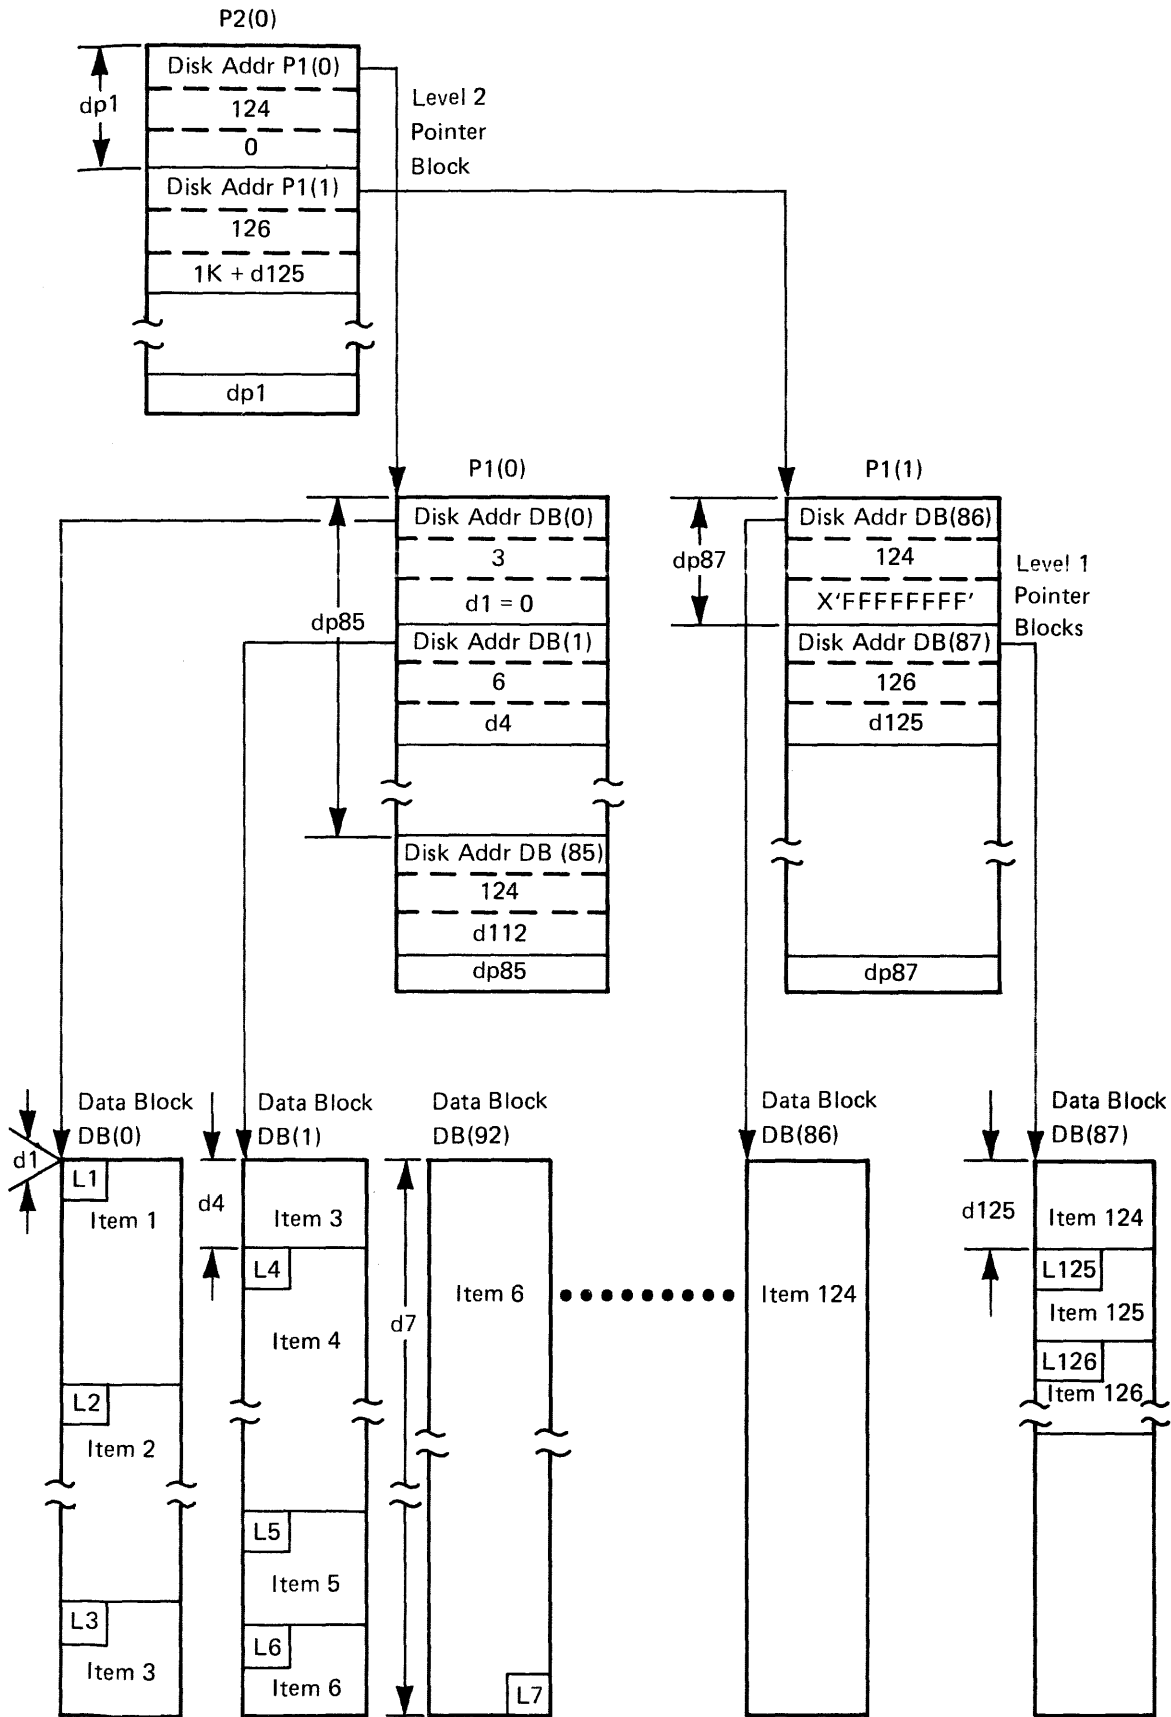 P2(0)
Disk Addr P1(0)
124
0
Disk Addr P1(1)
126
1K + d125
dp1
dp1
Level 2
Pointer
Block
P1(0)
Disk Addr DB(0)
3
d1 = 0
Disk Addr DB(1)
6
d4
Disk Addr DB (85)
124
d112
dp85
dp85
P1(1)
Disk Addr DB(86)
124
X'FFFFFFFF'
Disk Addr DB(87)
126
d125
dp87
dp87
Level 1
Pointer
Blocks
Data Block
DB(0)
d1
L1
Item 1
L2
Item 2
L3
Item 3
Data Block
DB(1)
d4
Item 3
L4
Item 4
L5
Item 5
L6
Item 6
Data Block
DB(92)
d7
Item 6
L7
Data Block
DB(86)
Item 124
Data Block
DB(87)
d125
Item 124
L125
Item 125
L126
Item 126